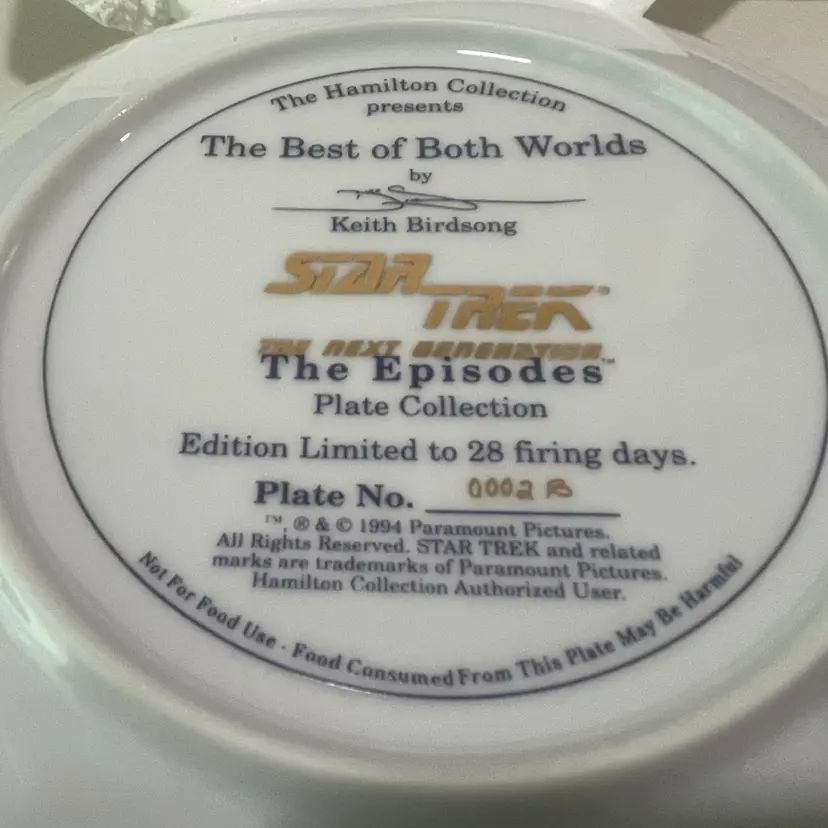 The Hamilton Collection
presents
The Best of Both Worlds
by
Keith Birdsong
STAR
TREK™
THE NEXT GENERATION™
The Episodes
Plate Collection
Edition Limited to 28 firing days.
Plate No. 0002 B
™, ® & © 1994 Paramount Pictures.
All Rights Reserved. STAR TREK and related
marks are trademarks of Paramount Pictures.
Hamilton Collection Authorized User.
Not For Food Use · Food Consumed From This Plate May Be Harmful